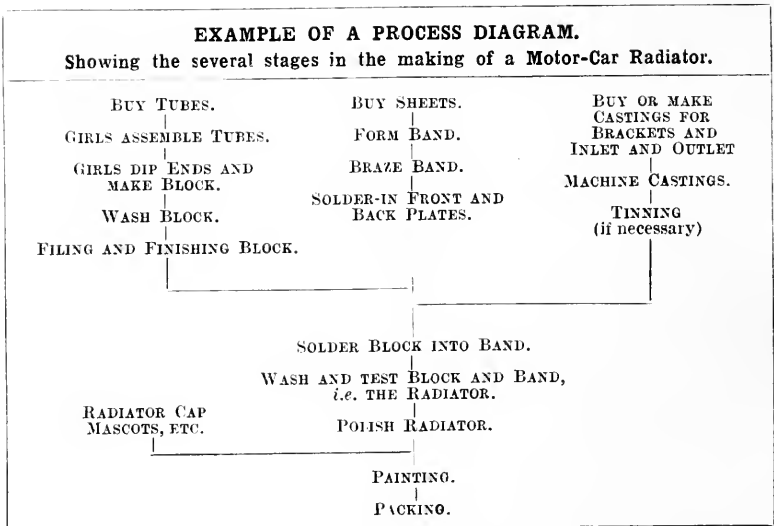 EXAMPLE OF A PROCESS DIAGRAM.
Showing the several stages in the making of a Motor-Car Radiator.
BUY TUBES.
GIRLS ASSEMBLE TUBES.
GIRLS DIP ENDS AND
MAKE BLOCK.
WASH BLOCK.
FILING AND FINISHING BLOCK.
BUY SHEETS.
FORM BAND.
BRAZE BAND.
SOLDER-IN FRONT AND
BACK PLATES.
BUY OR MAKE
CASTINGS FOR
BRACKETS AND
INLET AND OUTLET
MACHINE CASTINGS.
TINNING
(if necessary)
SOLDER BLOCK INTO BAND.
WASH AND TEST BLOCK AND BAND,
i.e. THE RADIATOR.
RADIATOR CAP
MASCOTS, ETC.
POLISH RADIATOR.
PAINTING.
PACKING.